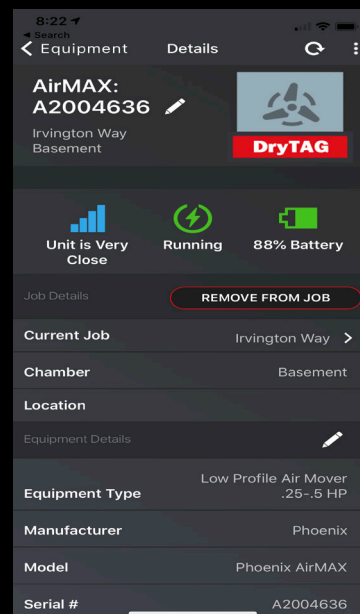 8:22
Search
Equipment Details
AirMAX:
A2004636
Irvington Way
Basement
DryTAG
Unit is Very
Close
Running
88% Battery
Job Details REMOVE FROM JOB
Current Job Irvington Way
Chamber Basement
Location
Equipment Details
Equipment Type Low Profile Air Mover
.25-.5 HP
Manufacturer Phoenix
Model Phoenix AirMAX
Serial # A2004636